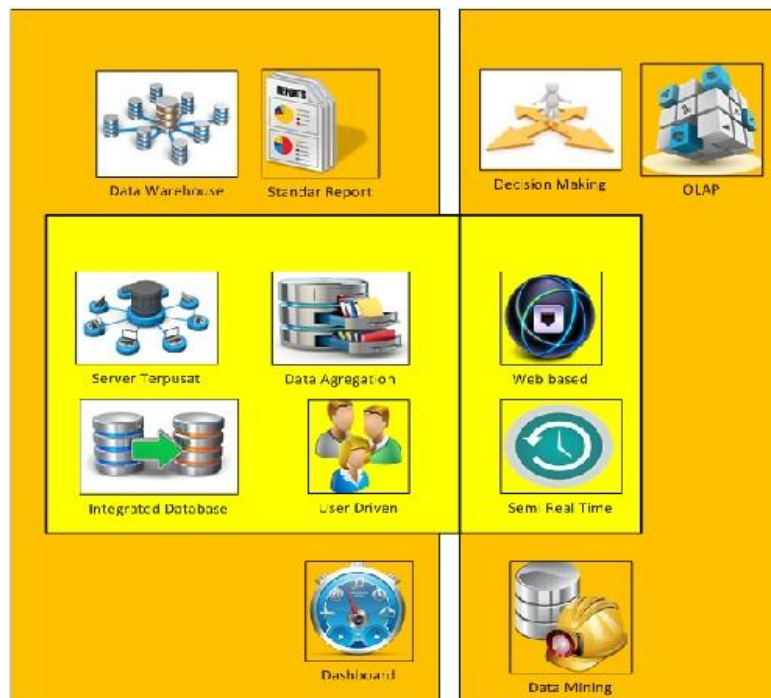 REPORTS
Data Warehouse
Standar Report
Decision Making
OLAP
Server Terpusat
Data Agregation
Web based
Integrated Database
User Driven
Semi Real Time
Dashboard
Data Mining